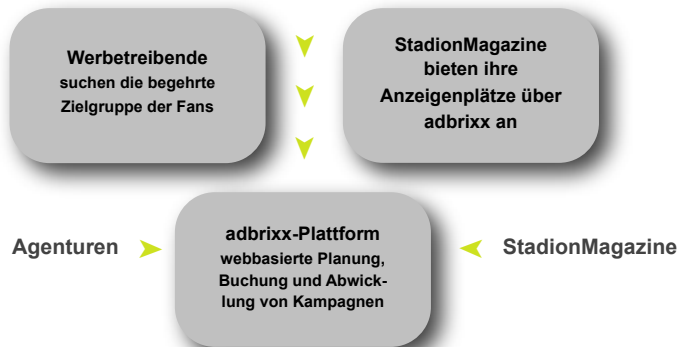 Werbetreibende
suchen die begehrte
Zielgruppe der Fans
StadionMagazine
bieten ihre
Anzeigenplätze über
adbrixx an
Agenturen
adbrixx-Plattform
webbasierte Planung,
Buchung und Abwick-
lung von Kampagnen
StadionMagazine